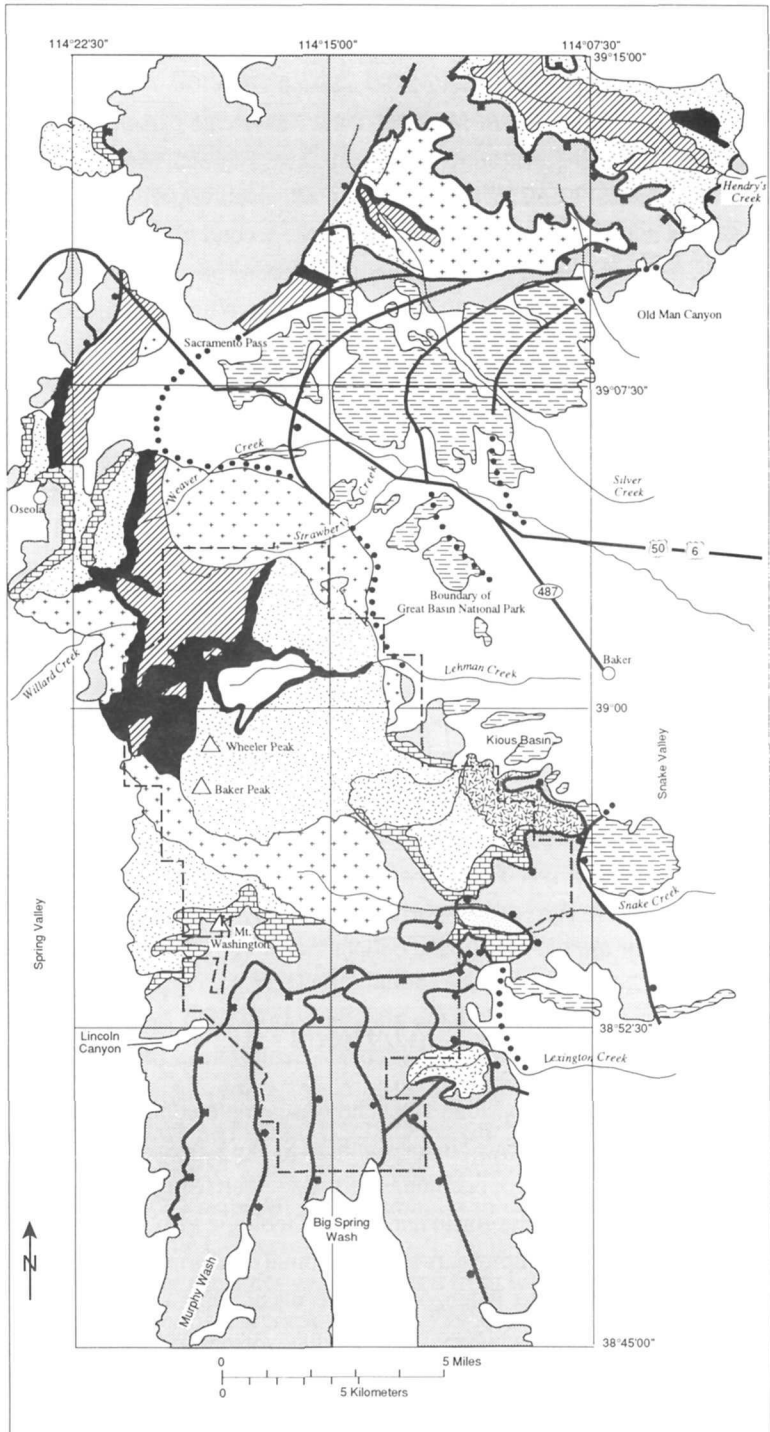 114°22'30" 114°15'00" 114°07'30"
39°15'00"
Hendry's
Creek
Old Man Canyon
Sacramento Pass
39°07'30"
Weaver Creek
Silver
Creek
Oseola
Strawberry Creek
50 6
Boundary of
Great Basin National Park
487
Baker
Willard Creek
Lehman Creek
39°00
Kious Basin
Wheeler Peak
Baker Peak
Snake Valley
Snake Creek
Spring Valley
Mt.
Washington
38°52'30"
Lincoln
Canyon
Lexington Creek
Big Spring
Wash
N
Murphy Wash
38°45'00"
0 5 Miles
0 5 Kilometers